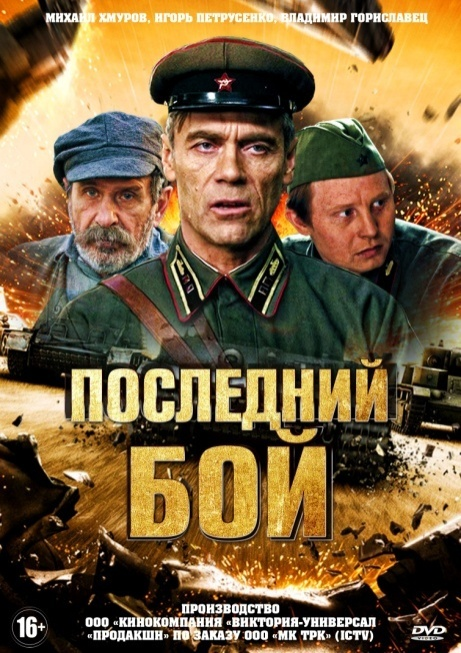 МИХАИЛ ХМУРОВ, ИГОРЬ ПЕТРУСЕНКО, ВЛАДИМИР ГОРИСЛАВЕЦ
ПОСЛЕДНИЙ
БОЙ
ПРОИЗВОДСТВО
ООО «КИНОКОМПАНИЯ «ВИКТОРИЯ-УНИВЕРСАЛ
«ПРОДАКШН» ПО ЗАКАЗУ ООО «МК ТРК» (ICTV)
16+
DVD
VIDEO